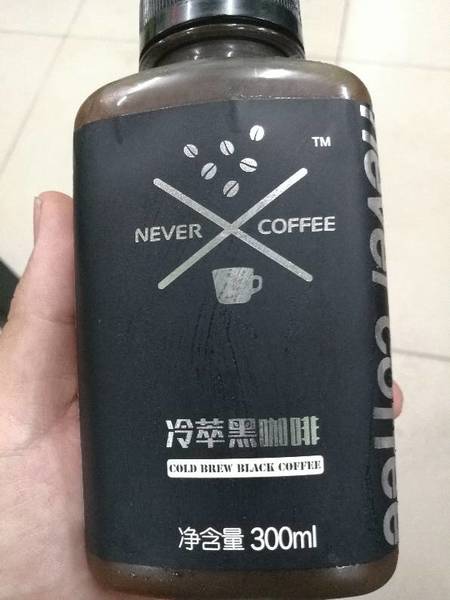 TM
NEVER COFFEE
冷萃黑咖啡
COLD BREW BLACK COFFEE
净含量 300ml
never coffee